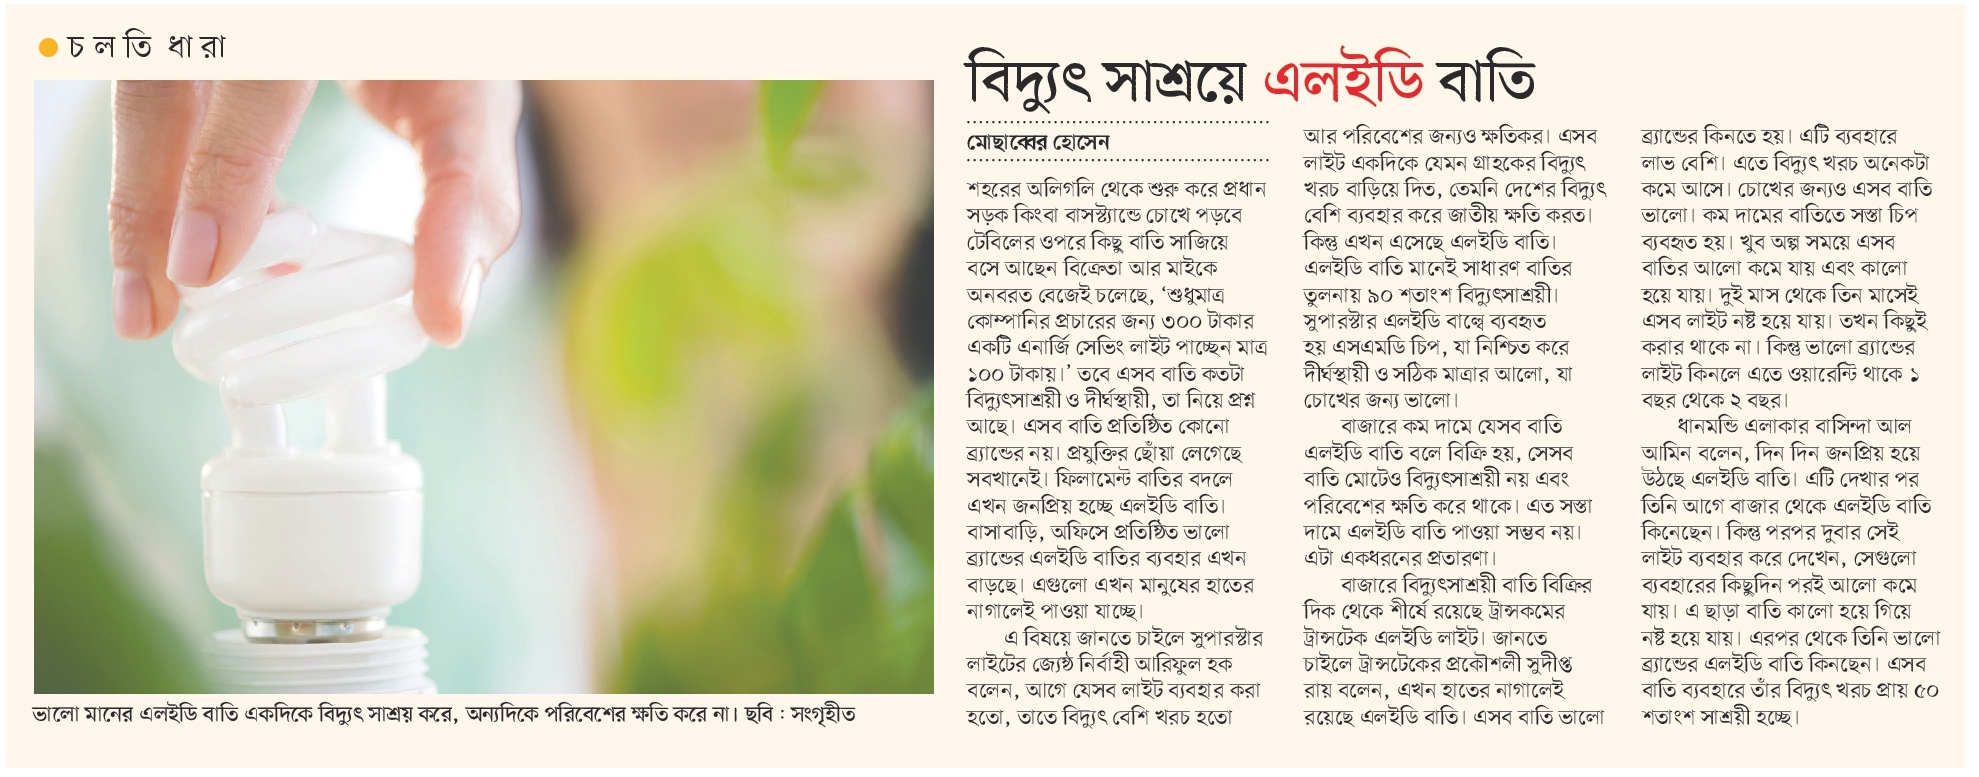 চলতি ধারা
ভালো মানের এলইডি বাতি একদিকে বিদ্যুৎ সাশ্রয় করে, অন্যদিকে পরিবেশের ক্ষতি করে না। ছবি : সংগৃহীত
বিদ্যুৎ সাশ্রয়ে এলইডি বাতি
মোছাব্বের হোসেন
শহরের অলিগলি থেকে শুরু করে প্রধান
সড়ক কিংবা বাসস্ট্যান্ডে চোখে পড়বে
টেবিলের ওপরে কিছু বাতি সাজিয়ে
বসে আছেন বিক্রেতা আর মাইকে
অনবরত বেজেই চলেছে, ‘শুধুমাত্র
কোম্পানির প্রচারের জন্য ৩০০ টাকার
একটি এনার্জি সেভিং লাইট পাচ্ছেন মাত্র
১০০ টাকায়।’ তবে এসব বাতি কতটা
বিদ্যুৎসাশ্রয়ী ও দীর্ঘস্থায়ী, তা নিয়ে প্রশ্ন
আছে। এসব বাতি প্রতিষ্ঠিত কোনো
ব্র্যান্ডের নয়। প্রযুক্তির ছোঁয়া লেগেছে
সবখানেই। ফিলামেন্ট বাতির বদলে
এখন জনপ্রিয় হচ্ছে এলইডি বাতি।
বাসাবাড়ি, অফিসে প্রতিষ্ঠিত ভালো
ব্র্যান্ডের এলইডি বাতির ব্যবহার এখন
বাড়ছে। এগুলো এখন মানুষের হাতের
নাগালেই পাওয়া যাচ্ছে।
এ বিষয়ে জানতে চাইলে সুপারস্টার
লাইটের জ্যেষ্ঠ নির্বাহী আরিফুল হক
বলেন, আগে যেসব লাইট ব্যবহার করা
হতো, তাতে বিদ্যুৎ বেশি খরচ হতো
আর পরিবেশের জন্যও ক্ষতিকর। এসব
লাইট একদিকে যেমন গ্রাহকের বিদ্যুৎ
খরচ বাড়িয়ে দিত, তেমনি দেশের বিদ্যুৎ
বেশি ব্যবহার করে জাতীয় ক্ষতি করত।
কিন্তু এখন এসেছে এলইডি বাতি।
এলইডি বাতি মানেই সাধারণ বাতির
তুলনায় ৯০ শতাংশ বিদ্যুৎসাশ্রয়ী।
সুপারস্টার এলইডি বাল্বে ব্যবহৃত
হয় এসএমডি চিপ, যা নিশ্চিত করে
দীর্ঘস্থায়ী ও সঠিক মাত্রার আলো, যা
চোখের জন্য ভালো।
বাজারে কম দামে যেসব বাতি
এলইডি বাতি বলে বিক্রি হয়, সেসব
বাতি মোটেও বিদ্যুৎসাশ্রয়ী নয় এবং
পরিবেশের ক্ষতি করে থাকে। এত সস্তা
দামে এলইডি বাতি পাওয়া সম্ভব নয়।
এটা একধরনের প্রতারণা।
বাজারে বিদ্যুৎসাশ্রয়ী বাতি বিক্রির
দিক থেকে শীর্ষে রয়েছে ট্রান্সকমের
ট্রান্সটেক এলইডি লাইট। জানতে
চাইলে ট্রান্সটেকের প্রকৌশলী সুদীপ্ত
রায় বলেন, এখন হাতের নাগালেই
রয়েছে এলইডি বাতি। এসব বাতি ভালো
ব্র্যান্ডের কিনতে হয়। এটি ব্যবহারে
লাভ বেশি। এতে বিদ্যুৎ খরচ অনেকটা
কমে আসে। চোখের জন্যও এসব বাতি
ভালো। কম দামের বাতিতে সস্তা চিপ
ব্যবহৃত হয়। খুব অল্প সময়ে এসব
বাতির আলো কমে যায় এবং কালো
হয়ে যায়। দুই মাস থেকে তিন মাসেই
এসব লাইট নষ্ট হয়ে যায়। তখন কিছুই
করার থাকে না। কিন্তু ভালো ব্র্যান্ডের
লাইট কিনলে এতে ওয়ারেন্টি থাকে ১
বছর থেকে ২ বছর।
ধানমন্ডি এলাকার বাসিন্দা আল
আমিন বলেন, দিন দিন জনপ্রিয় হয়ে
উঠছে এলইডি বাতি। এটি দেখার পর
তিনি আগে বাজার থেকে এলইডি বাতি
কিনেছেন। কিন্তু পরপর দুবার সেই
লাইট ব্যবহার করে দেখেন, সেগুলো
ব্যবহারের কিছুদিন পরই আলো কমে
যায়। এ ছাড়া বাতি কালো হয়ে গিয়ে
নষ্ট হয়ে যায়। এরপর থেকে তিনি ভালো
ব্র্যান্ডের এলইডি বাতি কিনছেন। এসব
বাতি ব্যবহারে তাঁর বিদ্যুৎ খরচ প্রায় ৫০
শতাংশ সাশ্রয়ী হচ্ছে।